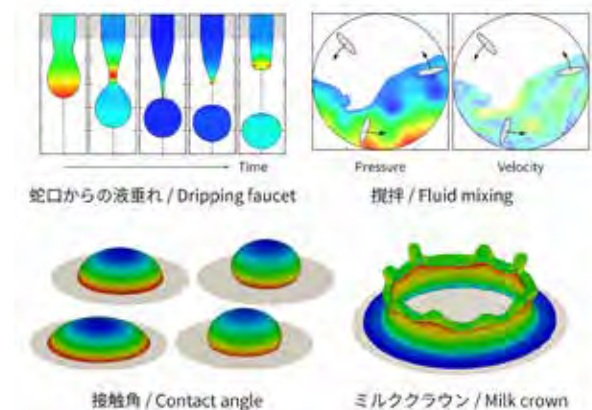 Time
Pressure
Velocity
蛇口からの液垂れ / Dripping faucet
撹拌 / Fluid mixing
接触角 / Contact angle
ミルククラウン / Milk crown